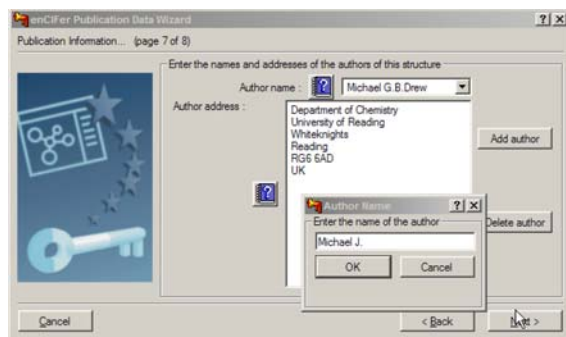 enCIFer Publication Data Wizard
Publication Information... (page 7 of 8)
Enter the names and addresses of the authors of this structure
Author name : Michael G.B.Drew
Author address :
Department of Chemistry
University of Reading
Whiteknights
Reading
RG6 6AD
UK
Add author
Delete author
Author Name
Enter the name of the author
Michael J.
OK Cancel
Cancel < Back Next >